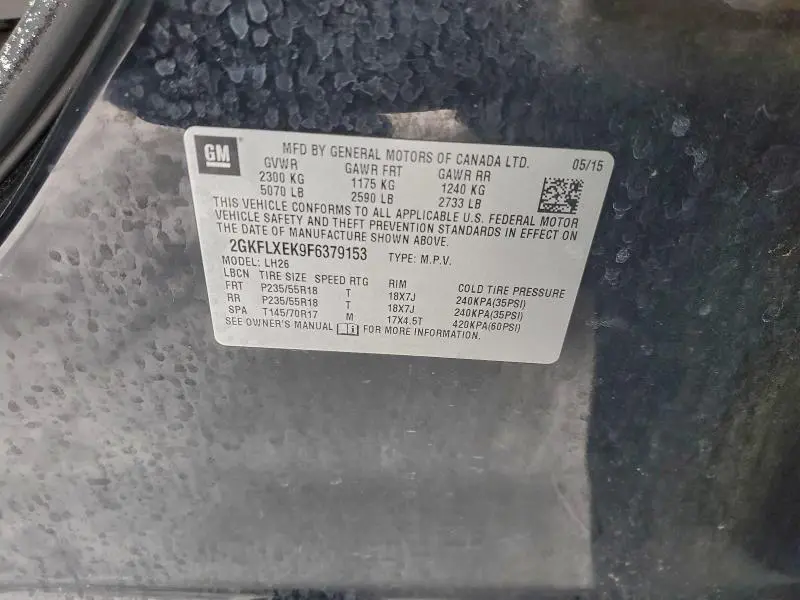 GM
MFD BY GENERAL MOTORS OF CANADA LTD. 05/15
GVWR GAWR FRT GAWR RR
2300 KG 1175 KG 1240 KG
5070 LB 2590 LB 2733 LB
THIS VEHICLE CONFORMS TO ALL APPLICABLE U.S. FEDERAL MOTOR
VEHICLE SAFETY AND THEFT PREVENTION STANDARDS IN EFFECT ON
THE DATE OF MANUFACTURE SHOWN ABOVE.
2GKFLXEK9F6379153 TYPE: M.P.V.
MODEL: LH26
LBCN TIRE SIZE SPEED RTG RIM COLD TIRE PRESSURE
FRT P235/55R18 T 18X7J 240KPA(35PSI)
RR P235/55R18 T 18X7J 240KPA(35PSI)
SPA T145/70R17 M 17X4.5T 420KPA(60PSI)
SEE OWNER'S MANUAL FOR MORE INFORMATION.